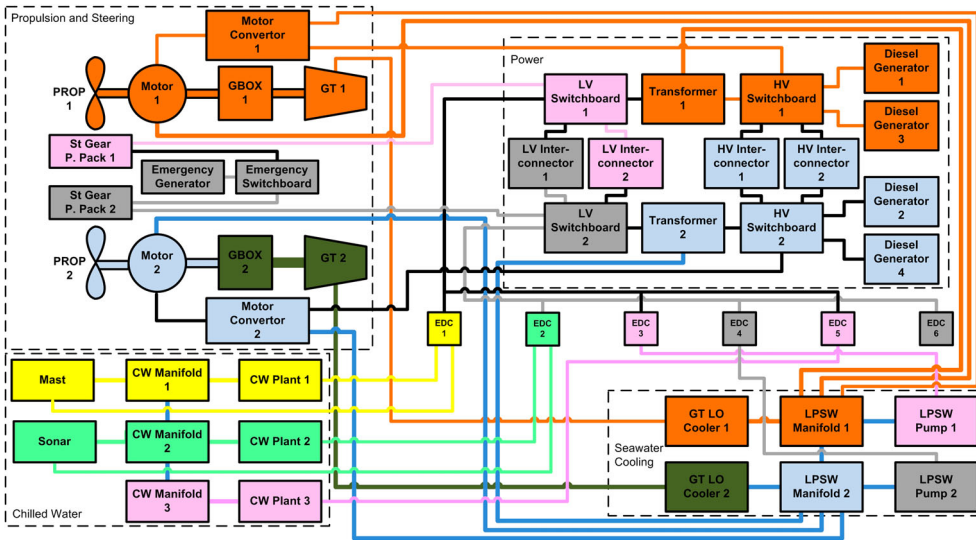 Propulsion and Steering
Motor
Convertor
1
PROP
1
Motor
1
GBOX
1
GT 1
St Gear
P. Pack 1
Emergency
Generator
Emergency
Switchboard
St Gear
P. Pack 2
PROP
2
Motor
2
GBOX
2
GT 2
Motor
Convertor
2
Power
LV
Switchboard
1
Transformer
1
HV
Switchboard
1
Diesel
Generator
1
Diesel
Generator
3
LV Inter-
connector
1
LV Interc-
onnector
2
HV Inter-
connector
1
HV Inter-
connector
2
LV
Switchboard
2
Transformer
2
HV
Switchboard
2
Diesel
Generator
2
Diesel
Generator
4
EDC
1
EDC
2
EDC
3
EDC
4
EDC
5
EDC
6
Mast
CW Manifold
1
CW Plant 1
Sonar
CW Manifold
2
CW Plant 2
CW Manifold
3
CW Plant 3
Chilled Water
GT LO
Cooler 1
LPSW
Manifold 1
LPSW
Pump 1
Seawater
Cooling
GT LO
Cooler 2
LPSW
Manifold 2
LPSW
Pump 2